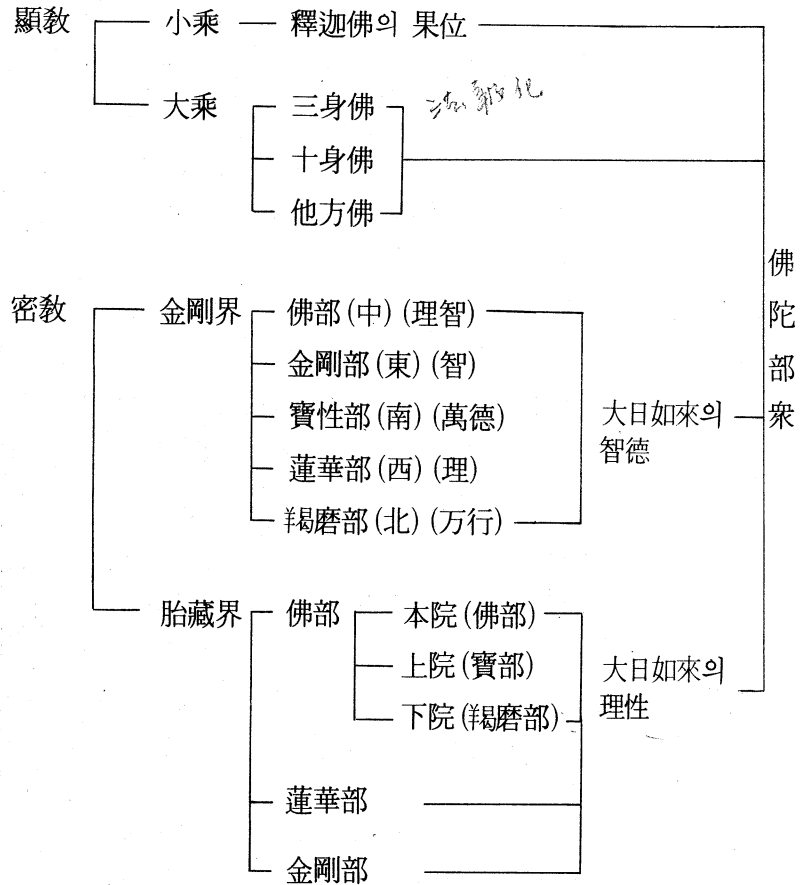 顯敎 小乘 釋迦佛의 果位
大乘 三身佛
十身佛
他方佛
佛陀部衆
密敎 金剛界 佛部(中)(理智)
金剛部(東)(智)
寶性部(南)(萬德)
蓮華部(西)(理)
羯磨部(北)(万行)
大日如來의
智德
胎藏界 佛部 本院(佛部)
上院(寶部)
下院(羯磨部)
大日如來의
理性
蓮華部
金剛部